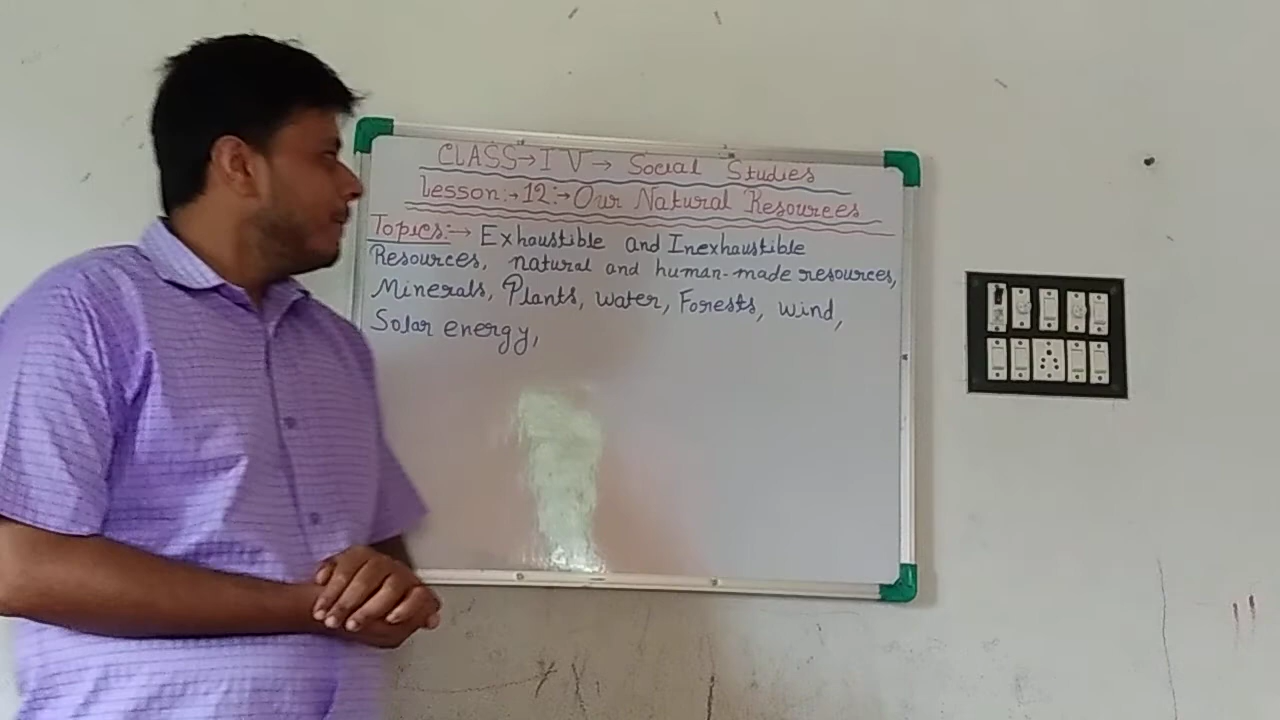 CLASS→IV→ Social Studies
Lesson:→12:→Our Natural Resources
Topics:→ Exhaustible and Inexhaustible
Resources, natural and human-made resources,
Minerals, Plants, water, Forests, wind,
Solar energy,